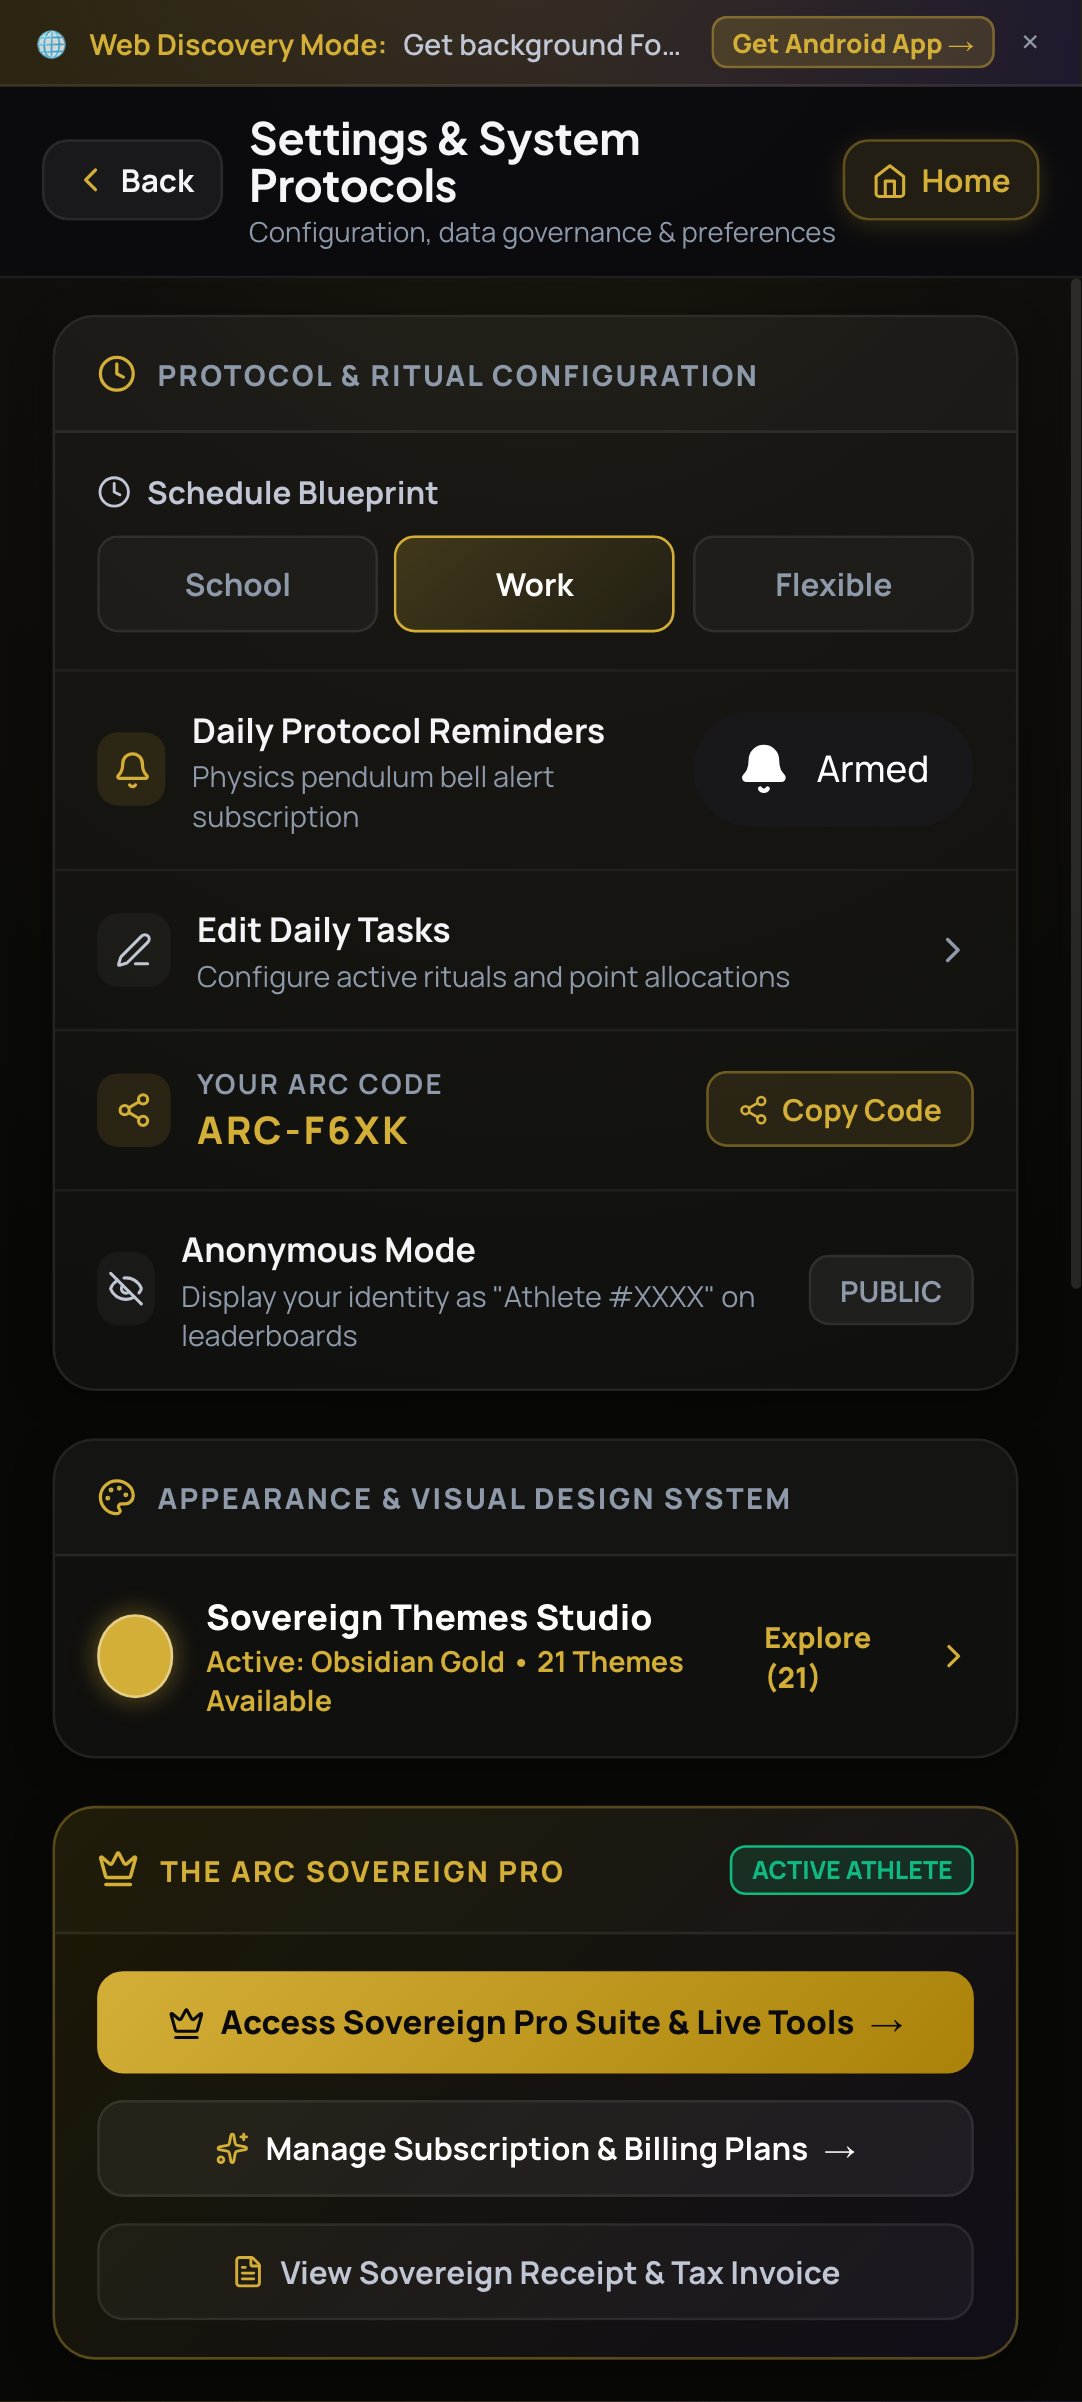 Web Discovery Mode: Get background Fo...
Get Android App →
×
Back
Settings & System
Protocols
Configuration, data governance & preferences
Home
PROTOCOL & RITUAL CONFIGURATION
Schedule Blueprint
School
Work
Flexible
Daily Protocol Reminders
Physics pendulum bell alert
subscription
Armed
Edit Daily Tasks
Configure active rituals and point allocations
YOUR ARC CODE
ARC-F6XK
Copy Code
Anonymous Mode
Display your identity as "Athlete #XXXX" on
leaderboards
PUBLIC
APPEARANCE & VISUAL DESIGN SYSTEM
Sovereign Themes Studio
Active: Obsidian Gold • 21 Themes
Available
Explore
(21)
THE ARC SOVEREIGN PRO
ACTIVE ATHLETE
Access Sovereign Pro Suite & Live Tools →
Manage Subscription & Billing Plans →
View Sovereign Receipt & Tax Invoice